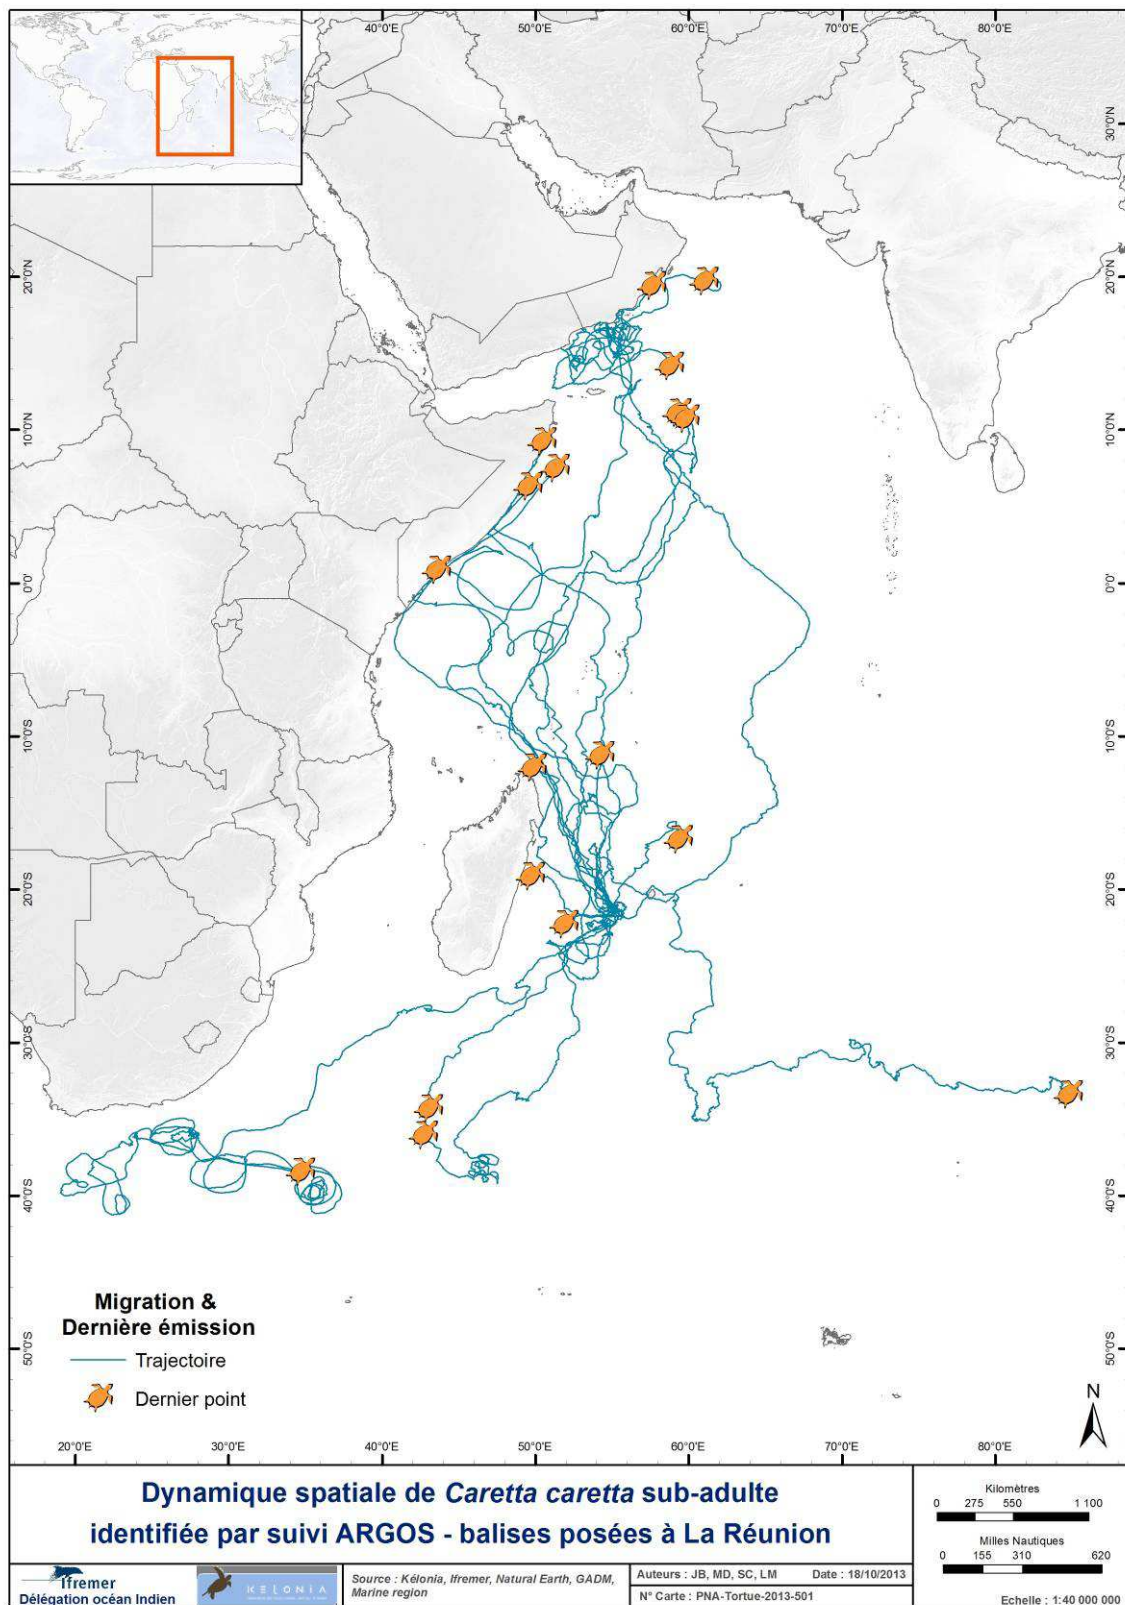 40°0'E 50°0'E 60°0'E 70°0'E 80°0'E
30°0'N 30°0'N
20°0'N 20°0'N
10°0'N 10°0'N
0°0' 0°0'
10°0'S 10°0'S
20°0'S 20°0'S
30°0'S 30°0'S
40°0'S 40°0'S
50°0'S 50°0'S
Migration &
Dernière émission
Trajectoire
Dernier point
N
20°0'E 30°0'E 40°0'E 50°0'E 60°0'E 70°0'E 80°0'E
Dynamique spatiale de Caretta caretta sub-adulte
identifiée par suivi ARGOS - balises posées à La Réunion
Kilomètres
0 275 550 1 100
Milles Nautiques
0 155 310 620
Echelle : 1:40 000 000
Ifremer
Délégation océan Indien
KELONIA
Source : Kélonia, Ifremer, Natural Earth, GADM,
Marine region
Auteurs : JB, MD, SC, LM Date : 18/10/2013
N° Carte : PNA-Tortue-2013-501